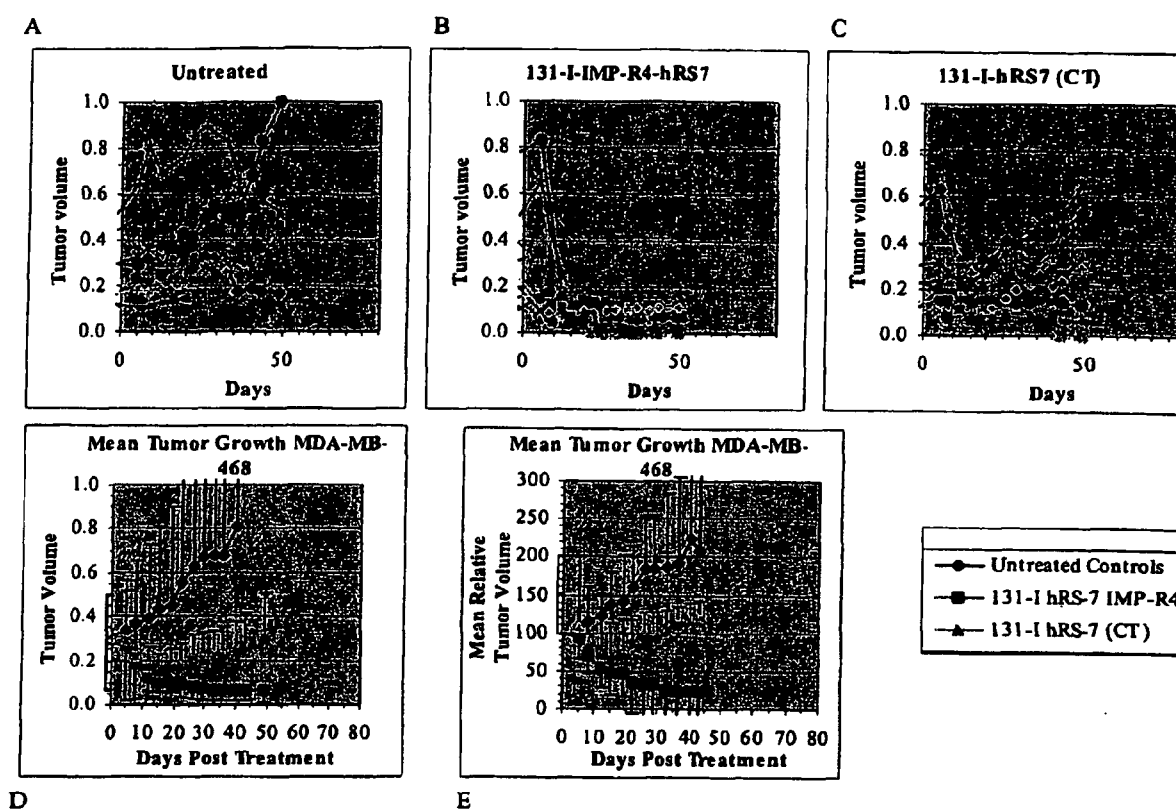 A
B
C
Untreated
1.0
0.8
0.6
0.4
0.2
0.0
Tumor volume
0
50
Days
131-I-IMP-R4-hRS7
1.0
0.8
0.6
0.4
0.2
0.0
Tumor volume
0
50
Days
131-I-hRS7 (CT)
1.0
0.8
0.6
0.4
0.2
0.0
Tumor volume
0
50
Days
Mean Tumor Growth MDA-MB-
468
1.0
0.8
0.6
0.4
0.2
0.0
Tumor Volume
0 10 20 30 40 50 60 70 80
Days Post Treatment
Mean Tumor Growth MDA-MB-
468
300
250
200
150
100
50
0
Mean Relative
Tumor Volume
0 10 20 30 40 50 60 70 80
Days Post Treatment
Untreated Controls
131-I hRS-7 IMP-R4
131-I hRS-7 (CT)
D
E